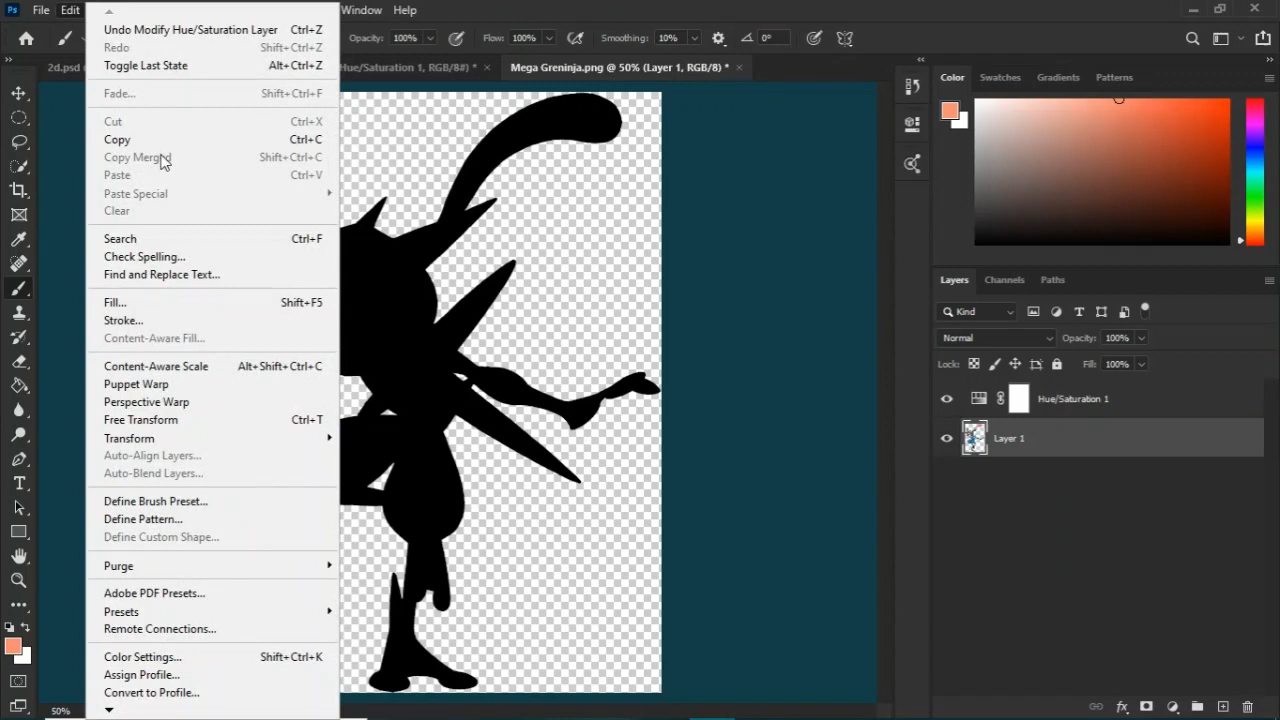 Ps File Edit Window Help
Opacity: 100% Flow: 100% Smoothing: 10% 0°
2d.psd Hue/Saturation 1, RGB/8#) * × Mega Greninja.png @ 50% (Layer 1, RGB/8) * ×
Undo Modify Hue/Saturation Layer Ctrl+Z
Redo Shift+Ctrl+Z
Toggle Last State Alt+Ctrl+Z
Fade... Shift+Ctrl+F
Cut Ctrl+X
Copy Ctrl+C
Copy Merged Shift+Ctrl+C
Paste Ctrl+V
Paste Special
Clear
Search Ctrl+F
Check Spelling...
Find and Replace Text...
Fill... Shift+F5
Stroke...
Content-Aware Fill...
Content-Aware Scale Alt+Shift+Ctrl+C
Puppet Warp
Perspective Warp
Free Transform Ctrl+T
Transform
Auto-Align Layers...
Auto-Blend Layers...
Define Brush Preset...
Define Pattern...
Define Custom Shape...
Purge
Adobe PDF Presets...
Presets
Remote Connections...
Color Settings... Shift+Ctrl+K
Assign Profile...
Convert to Profile...
50%
Color Swatches Gradients Patterns
Layers Channels Paths
Kind
Normal Opacity: 100%
Lock: Fill: 100%
Hue/Saturation 1
Layer 1
fx